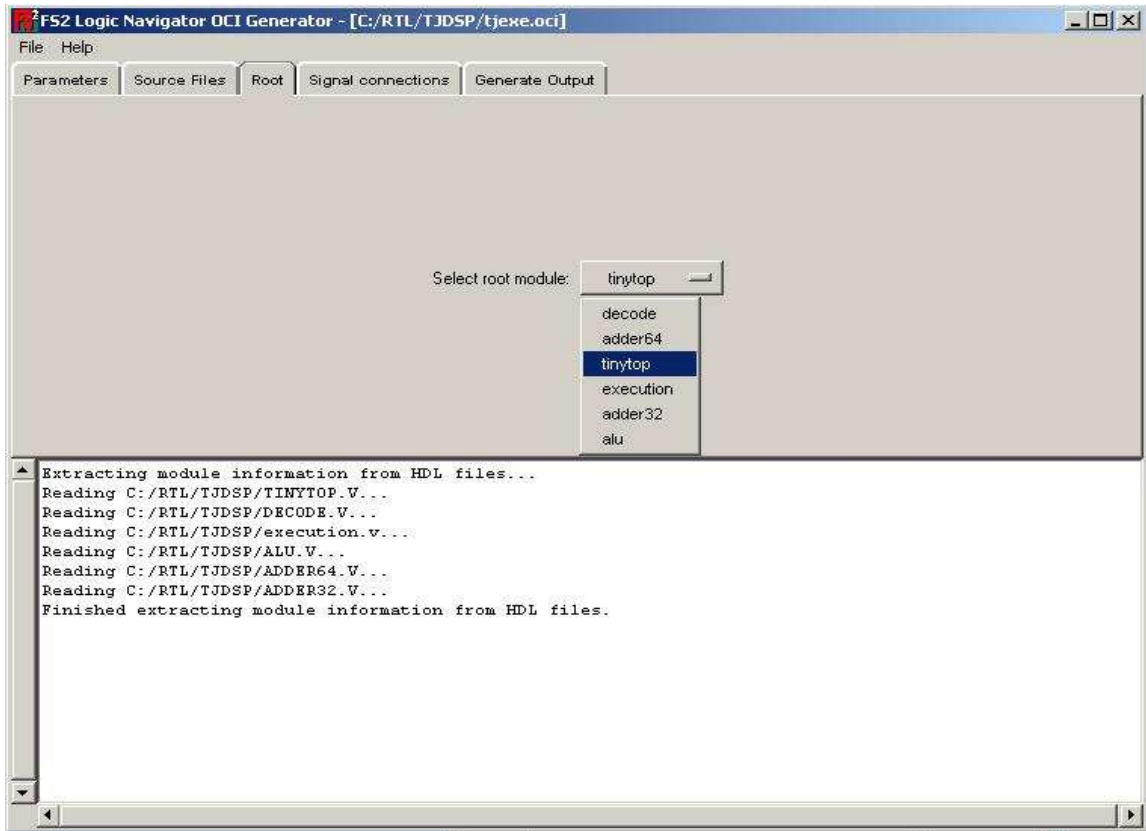 FS2 Logic Navigator OCI Generator - [C:/RTL/TJDSP/tjexe.oci]
File Help
Parameters Source Files Root Signal connections Generate Output
Select root module: tinytop
decode
adder64
tinytop
execution
adder32
alu
Extracting module information from HDL files...
Reading C:/RTL/TJDSP/TINYTOP.V...
Reading C:/RTL/TJDSP/DECODE.V...
Reading C:/RTL/TJDSP/execution.v...
Reading C:/RTL/TJDSP/ALU.V...
Reading C:/RTL/TJDSP/ADDER64.V...
Reading C:/RTL/TJDSP/ADDER32.V...
Finished extracting module information from HDL files.